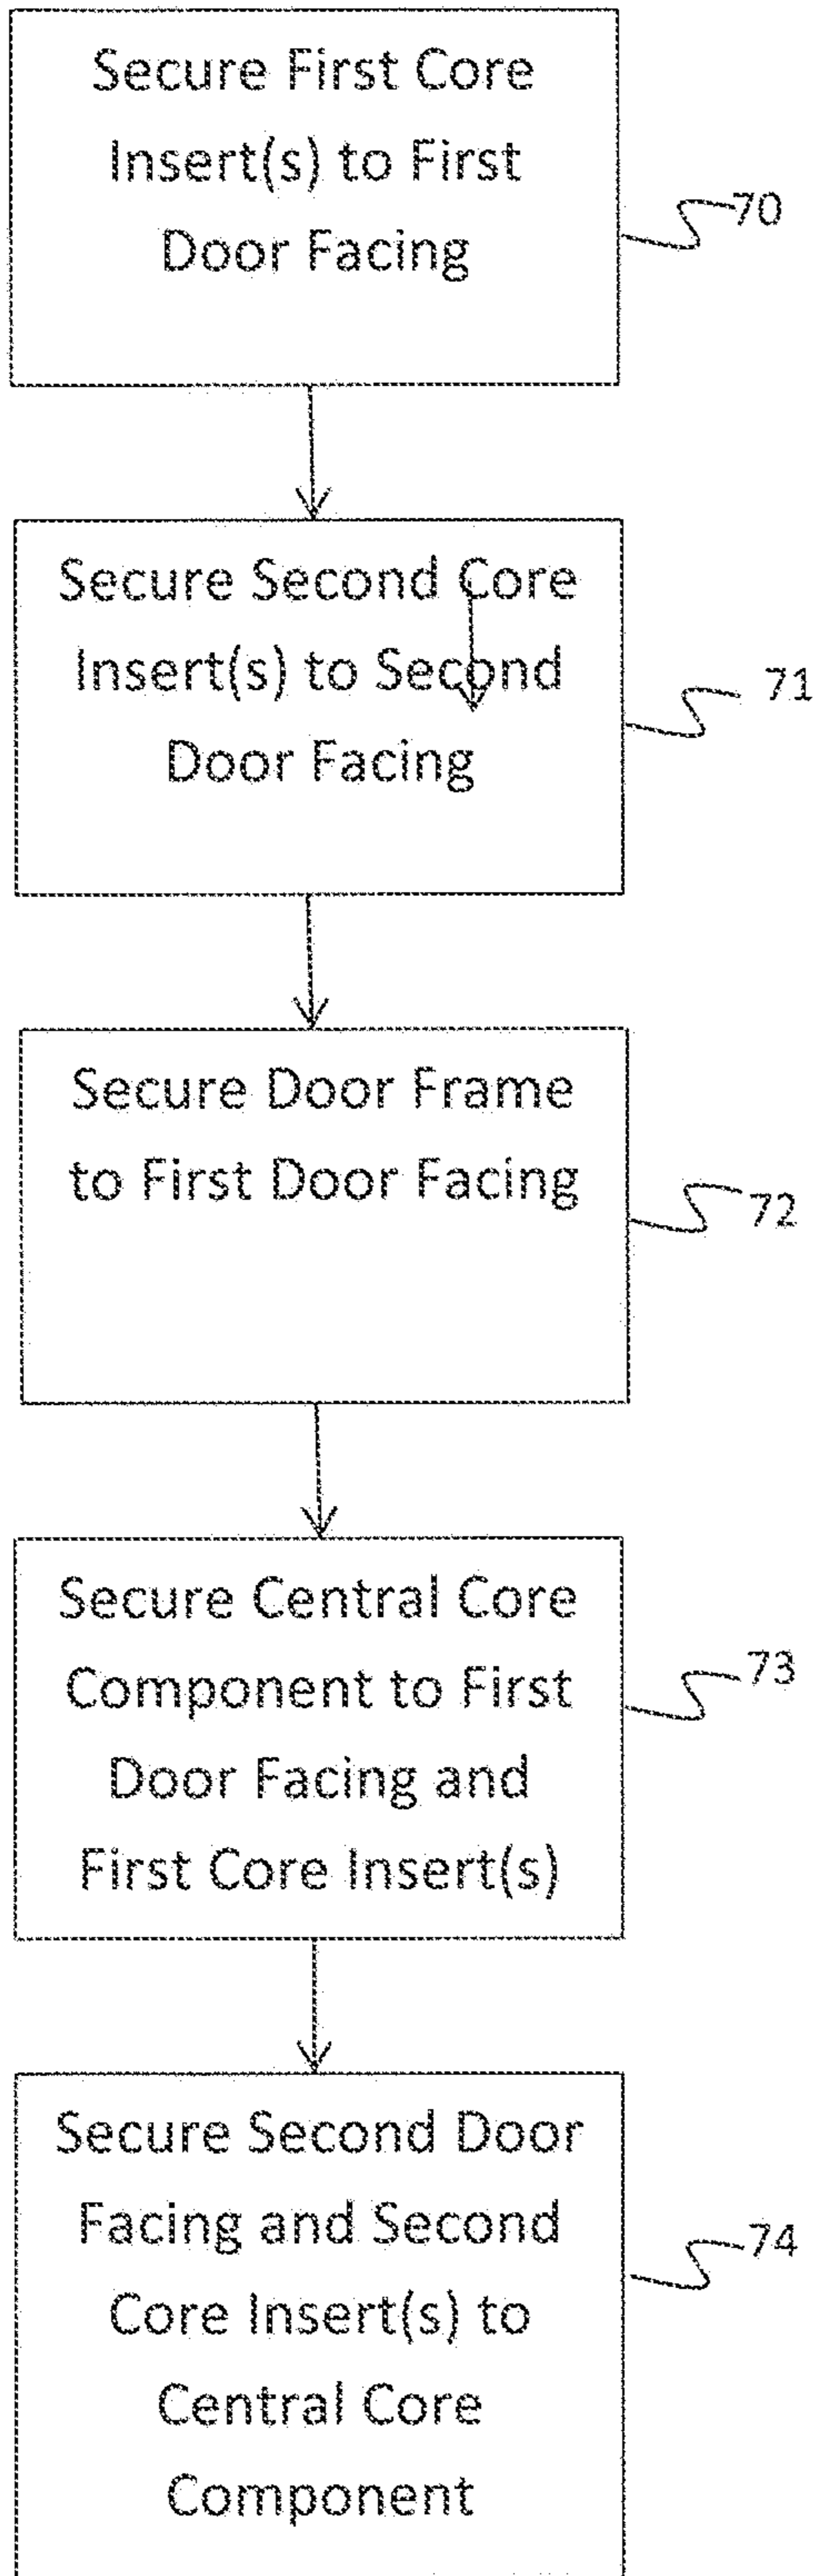 Secure First Core
Insert(s) to First
Door Facing
70
Secure Second Core
Insert(s) to Second
Door Facing
71
Secure Door Frame
to First Door Facing
72
Secure Central Core
Component to First
Door Facing and
First Core Insert(s)
73
Secure Second Door
Facing and Second
Core Insert(s) to
Central Core
Component
74